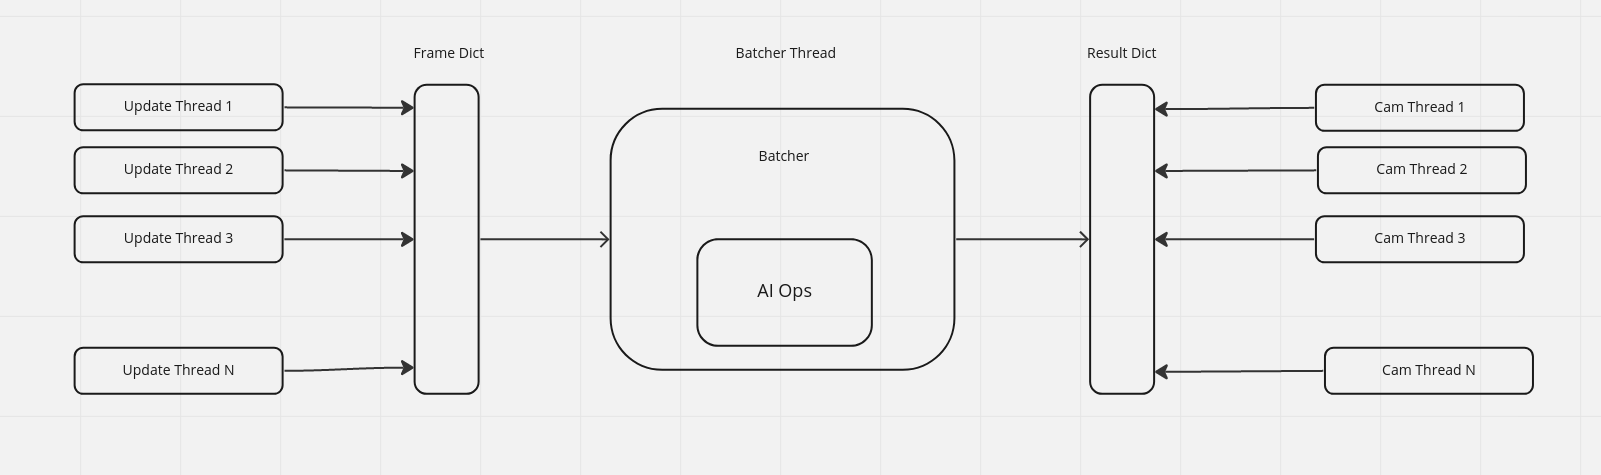 Frame Dict
Batcher Thread
Result Dict
Update Thread 1
Update Thread 2
Update Thread 3
Update Thread N
Batcher
AI Ops
Cam Thread 1
Cam Thread 2
Cam Thread 3
Cam Thread N